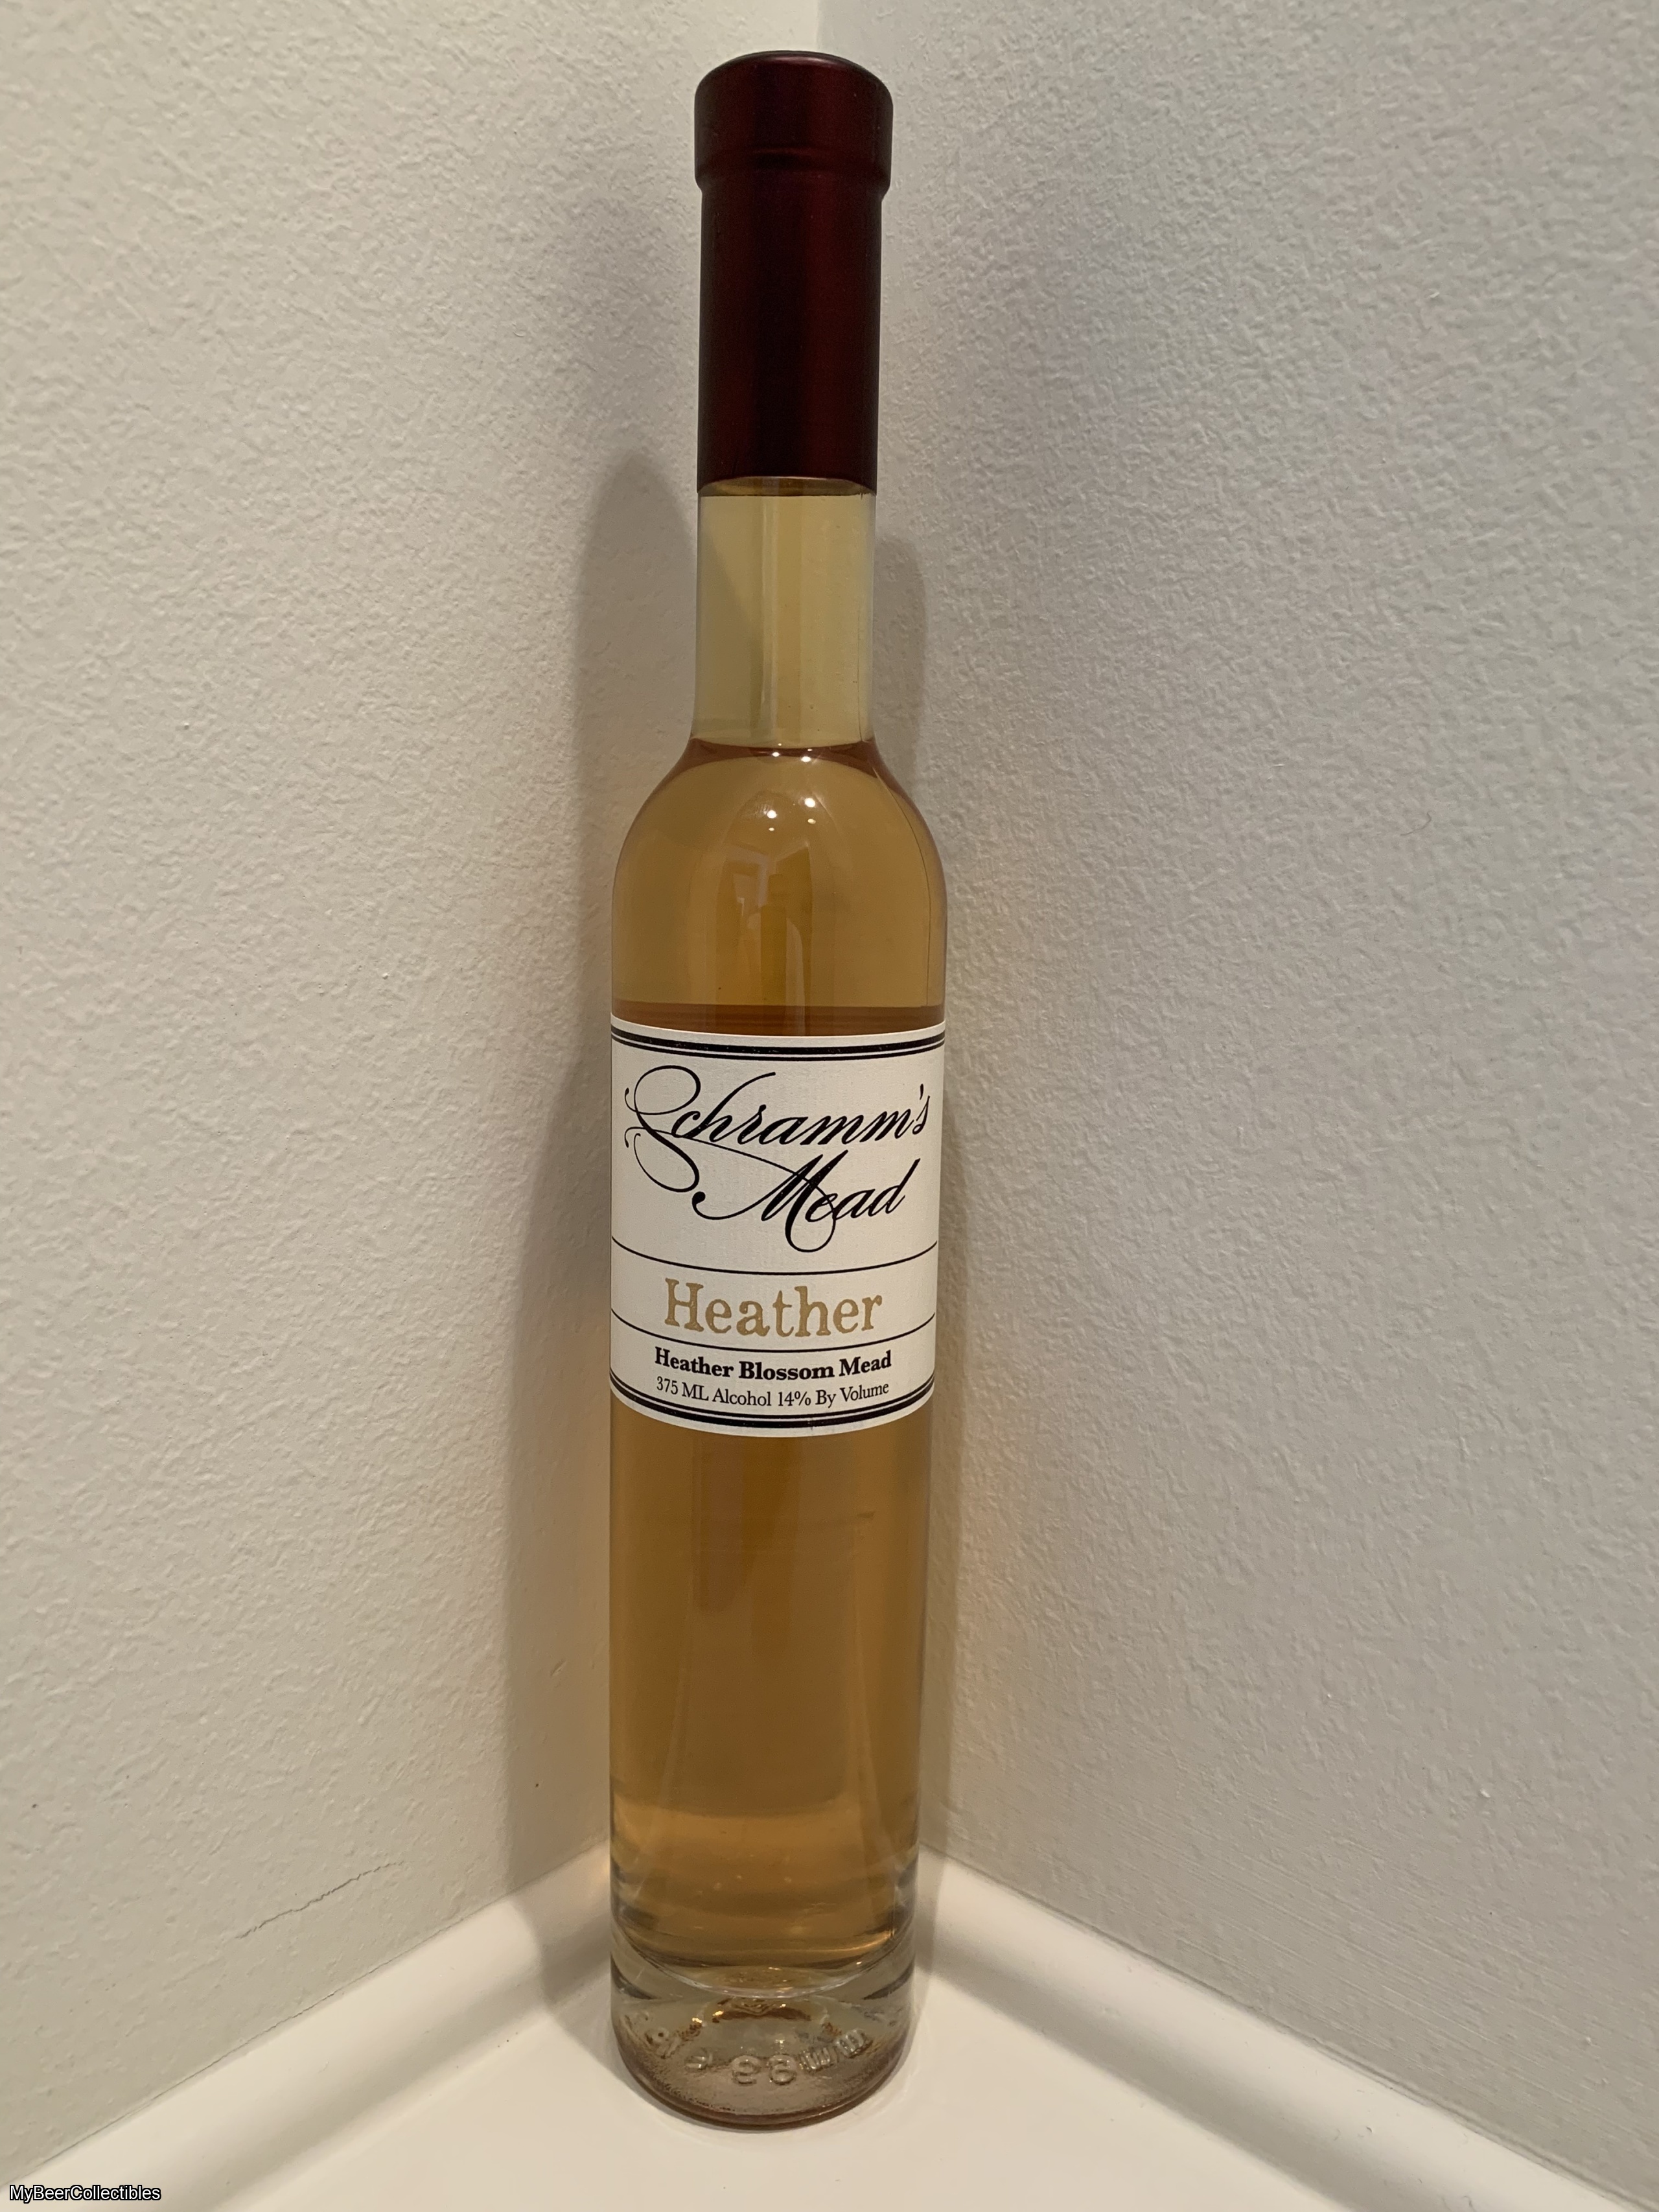 Schramm's
Mead
Heather
Heather Blossom Mead
375 ML Alcohol 14% By Volume
MyBeerCollectibles